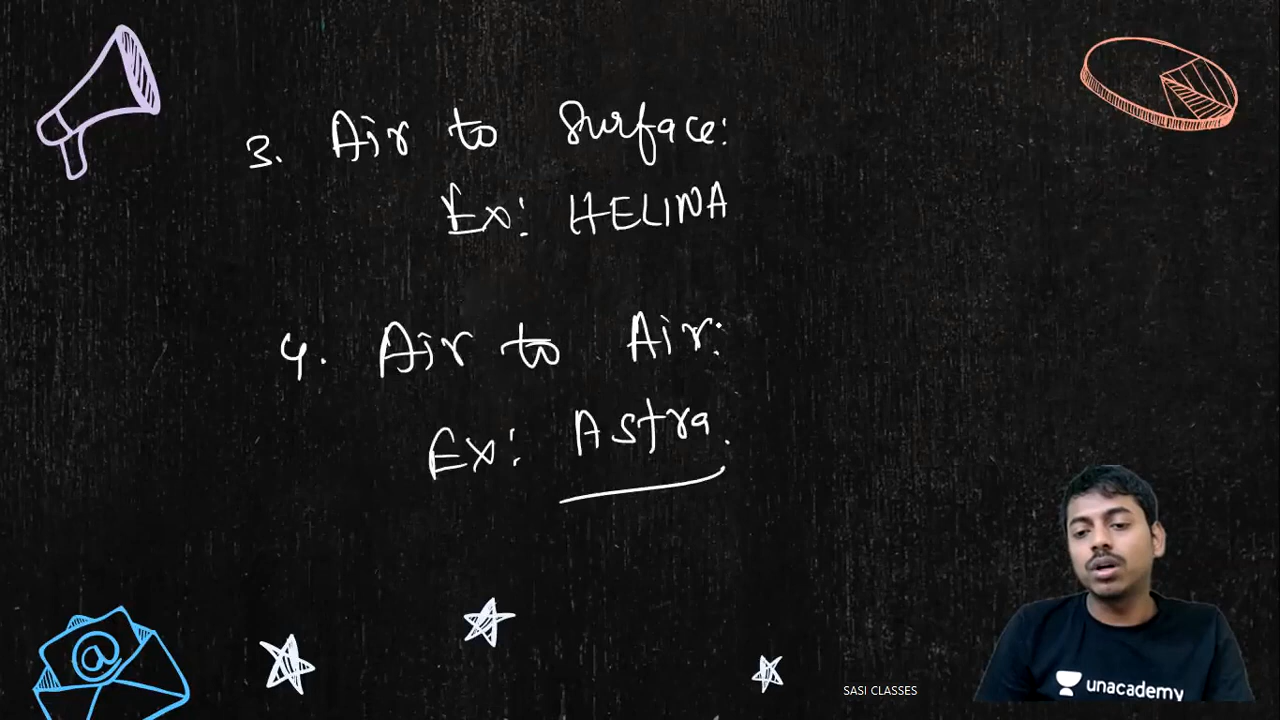 3. Air to Surface:
Ex: HELINA
4. Air to Air:
Ex: Astra.
@
unacademy
SASI CLASSES